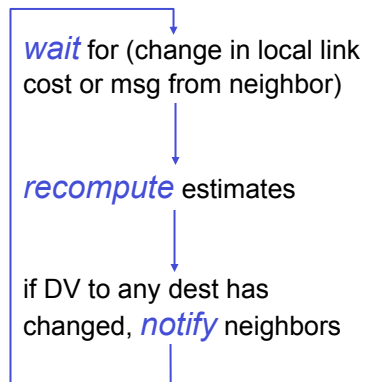 wait for (change in local link
cost or msg from neighbor)
recompute estimates
if DV to any dest has
changed, notify neighbors